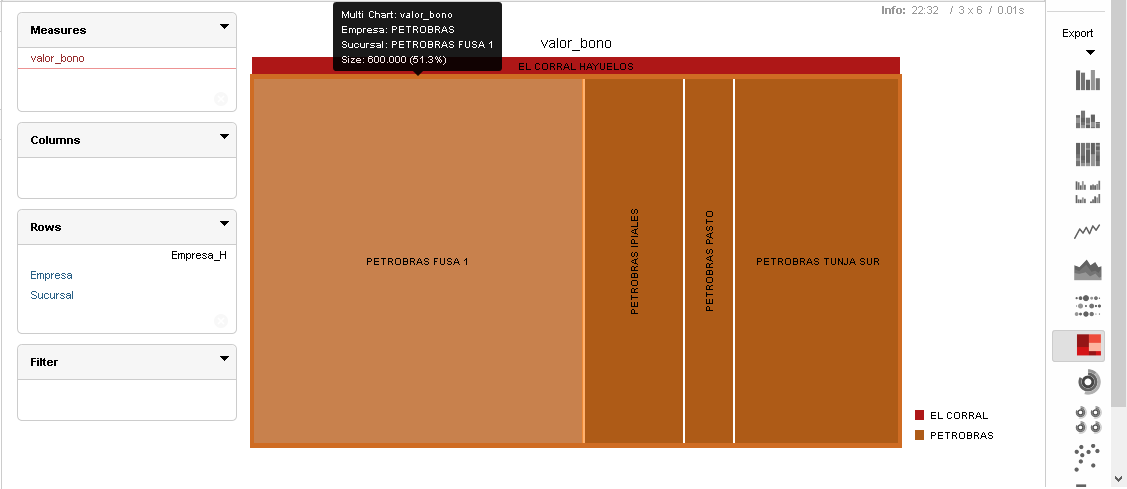 Measures
valor_bono
Columns
Rows
Empresa_H
Empresa
Sucursal
Filter
Multi Chart: valor_bono
Empresa: PETROBRAS
Sucursal: PETROBRAS FUSA 1
Size: 600.000 (51.3%)
valor_bono
EL CORRAL HAYUELOS
PETROBRAS FUSA 1
PETROBRAS IPIALES
PETROBRAS PASTO
PETROBRAS TUNJA SUR
EL CORRAL
PETROBRAS
Info: 22:32 / 3 x 6 / 0.01s
Export